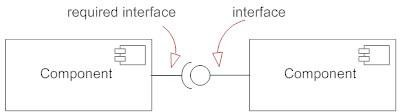 required interface
interface
Component
Component